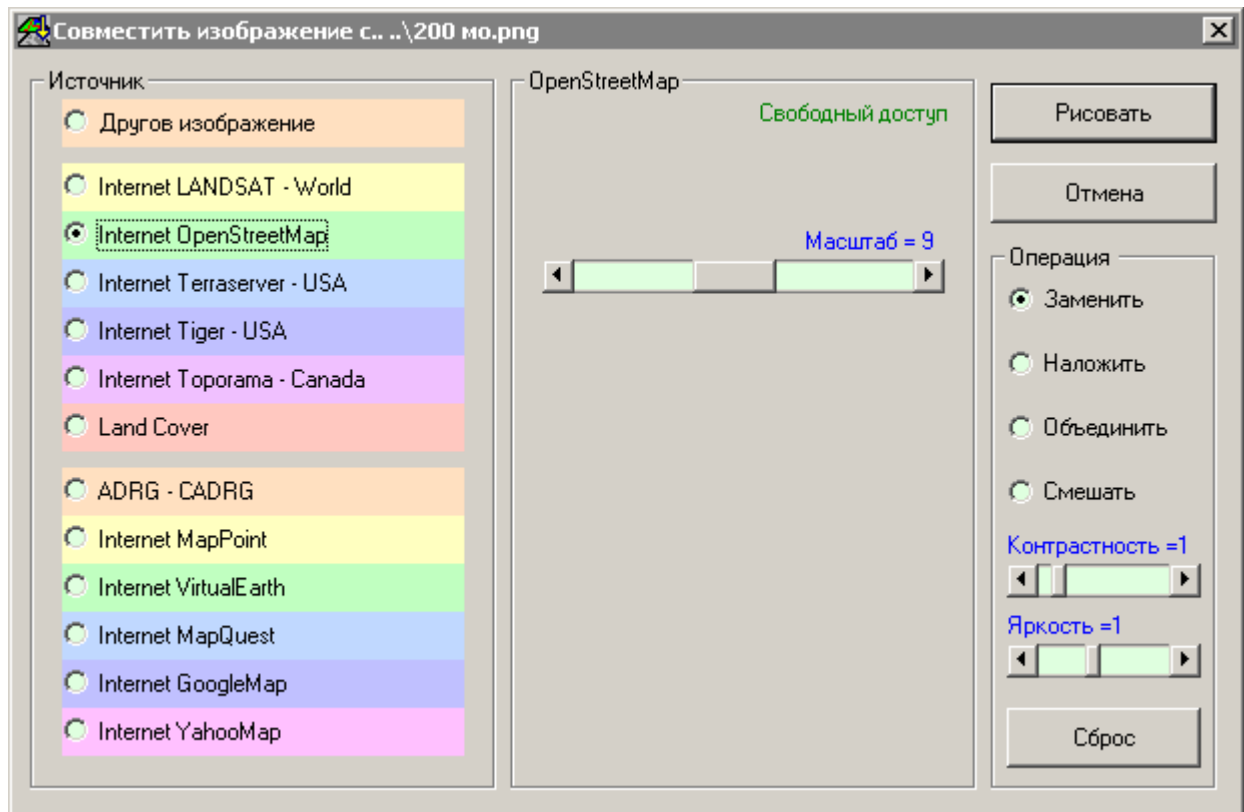 Совместить изображение с.. ..\200 мо.png
Источник
Другов изображение
Internet LANDSAT - World
Internet OpenStreetMap
Internet Terraserver - USA
Internet Tiger - USA
Internet Toporama - Canada
Land Cover
ADRG - CADRG
Internet MapPoint
Internet VirtualEarth
Internet MapQuest
Internet GoogleMap
Internet YahooMap
OpenStreetMap
Свободный доступ
Масштаб = 9
Рисовать
Отмена
Операция
Заменить
Наложить
Объединить
Смешать
Контрастность =1
Яркость =1
Сброс